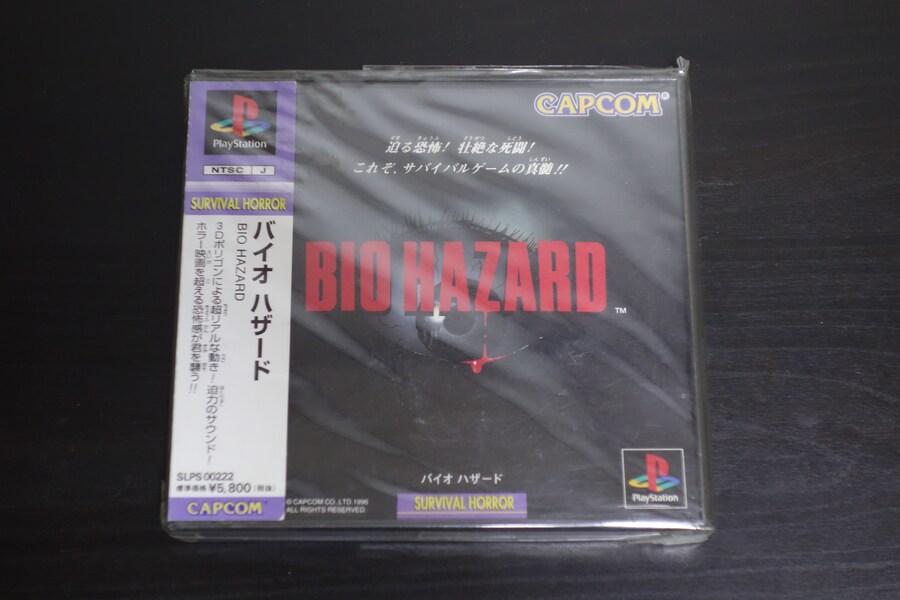 PlayStation
NTSC J
SURVIVAL HORROR
バイオ ハザード
BIO HAZARD
3Dポリゴンによる超リアルな動き! 迫力のサウンド!
ホラー映画を超える恐怖感が君を襲う!!
SLPS 00222
標準価格¥5,800(税抜)
CAPCOM
CAPCOM®
迫る恐怖! 壮絶な死闘!
これぞ、サバイバルゲームの真髄!!
BIO HAZARD™
バイオ ハザード
SURVIVAL HORROR
© CAPCOM CO.,LTD.1996
ALL RIGHTS RESERVED.
PlayStation